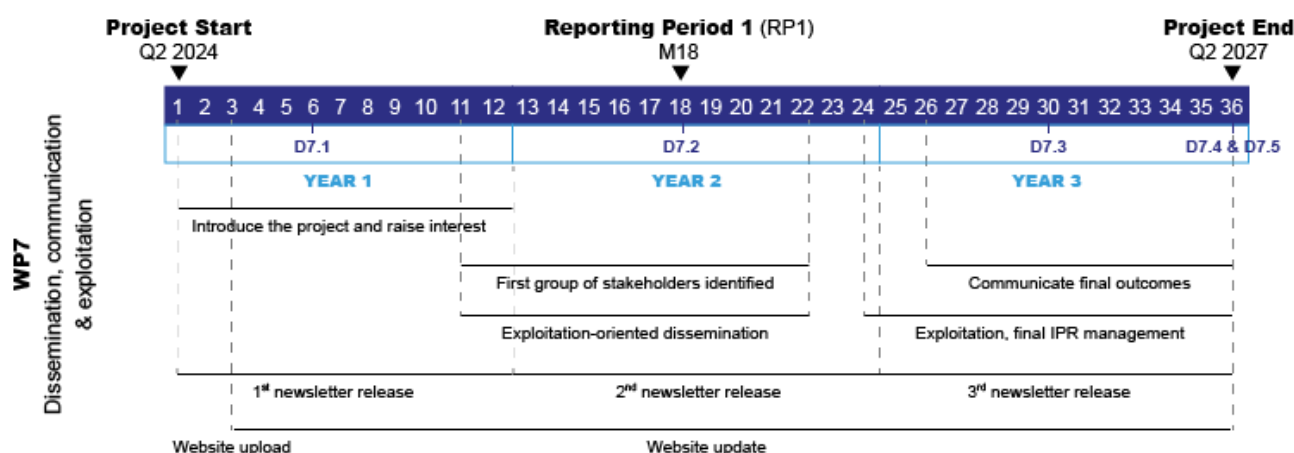 Project Start
Q2 2024
Reporting Period 1 (RP1)
M18
Project End
Q2 2027
1 2 3 4 5 6 7 8 9 10 11 12 13 14 15 16 17 18 19 20 21 22 23 24 25 26 27 28 29 30 31 32 33 34 35 36
D7.1 D7.2 D7.3 D7.4 & D7.5
YEAR 1 YEAR 2 YEAR 3
WP7
Dissemination, communication
& exploitation
Introduce the project and raise interest
First group of stakeholders identified
Communicate final outcomes
Exploitation-oriented dissemination
Exploitation, final IPR management
1st newsletter release
2nd newsletter release
3rd newsletter release
Website upload
Website update